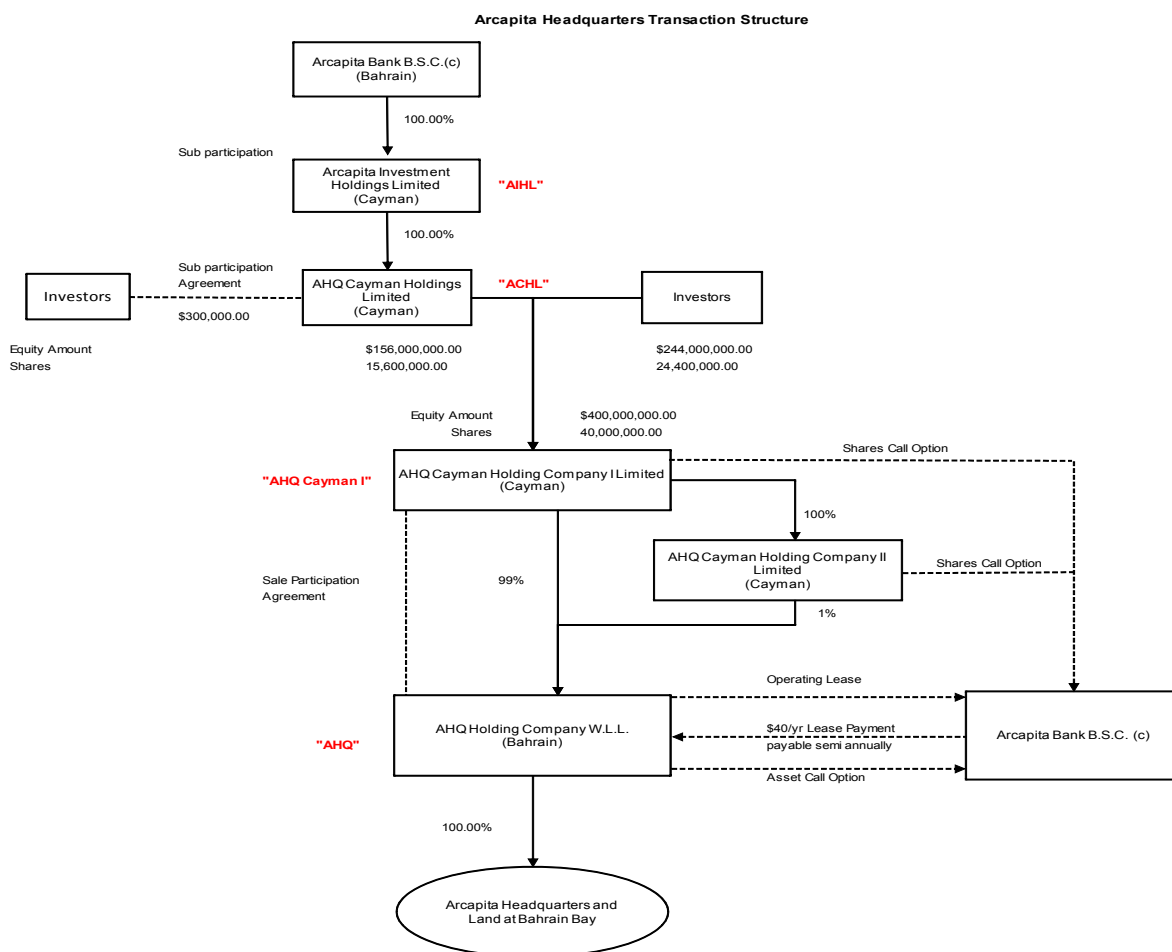 Arcapita Headquarters Transaction Structure
Arcapita Bank B.S.C.(c)
(Bahrain)
100.00%
Sub participation
Arcapita Investment
Holdings Limited
(Cayman)
"AIHL"
100.00%
Sub participation
Agreement
Investors
AHQ Cayman Holdings
Limited
(Cayman)
"ACHL"
Investors
$300,000.00
Equity Amount
$156,000,000.00
$244,000,000.00
Shares
15,600,000.00
24,400,000.00
Equity Amount
$400,000,000.00
Shares
40,000,000.00
Shares Call Option
"AHQ Cayman I"
AHQ Cayman Holding Company I Limited
(Cayman)
100%
AHQ Cayman Holding Company II
Limited
(Cayman)
Shares Call Option
Sale Participation
Agreement
99%
1%
Operating Lease
"AHQ"
AHQ Holding Company W.L.L.
(Bahrain)
$40/yr Lease Payment
payable semi annually
Arcapita Bank B.S.C. (c)
Asset Call Option
100.00%
Arcapita Headquarters and
Land at Bahrain Bay